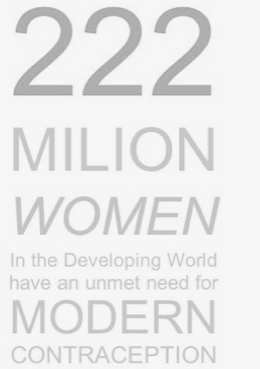 222
MILION
WOMEN
In the Developing World
have an unmet need for
MODERN
CONTRACEPTION